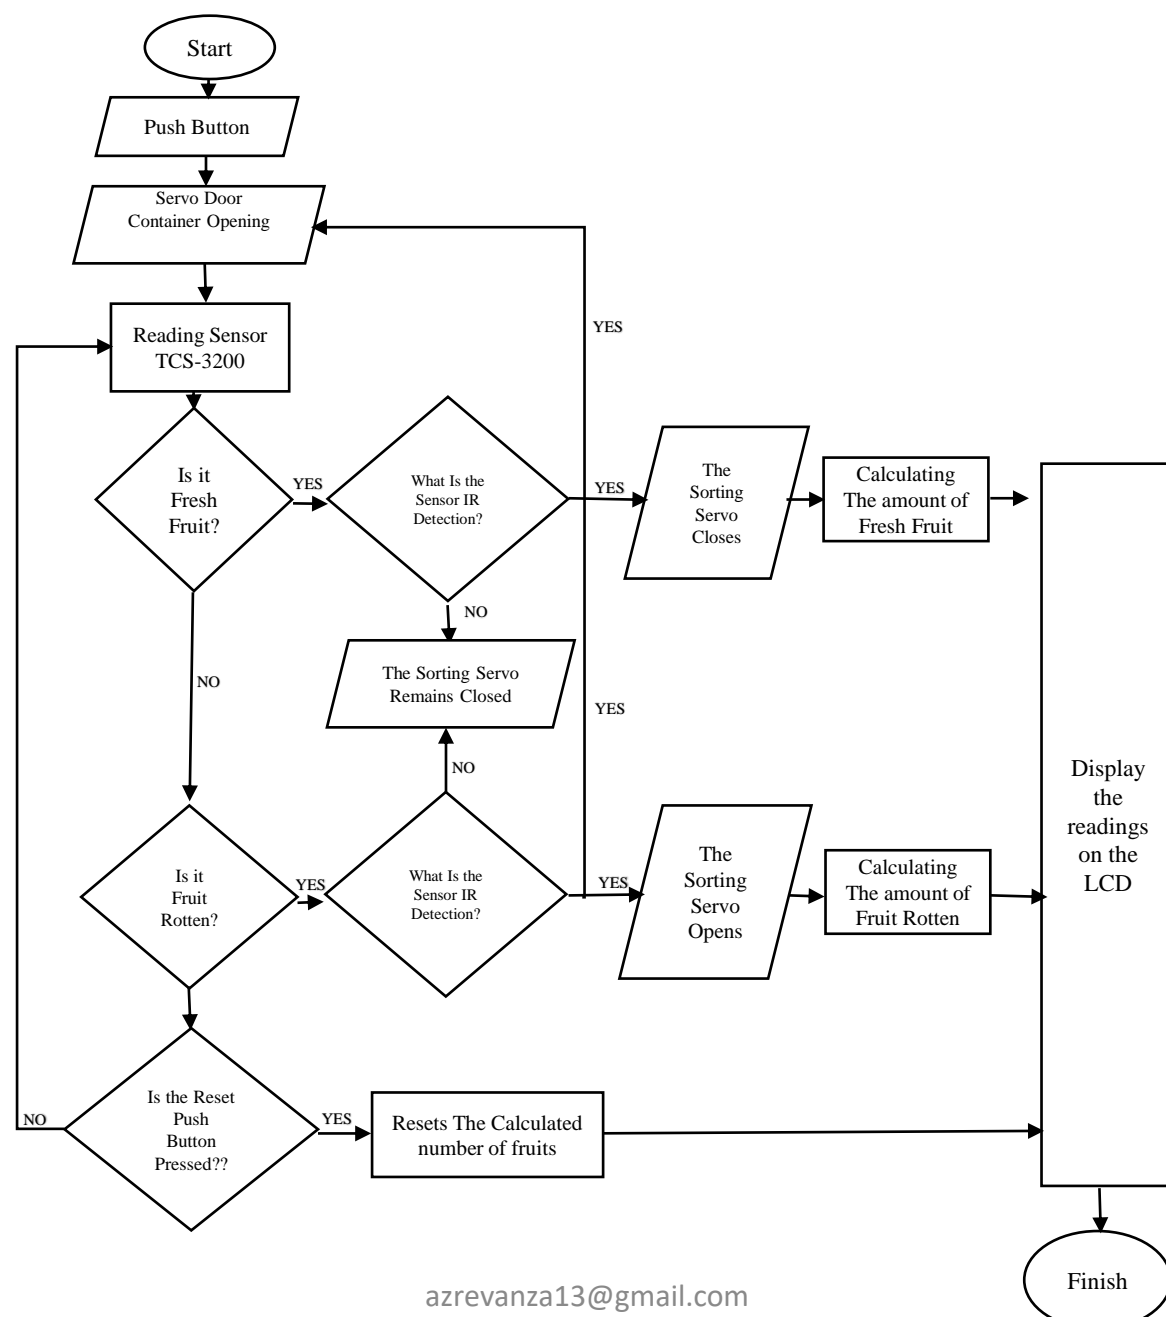 Start
Push Button
Servo Door
Container Opening
YES
Reading Sensor
TCS-3200
Is it
Fresh
Fruit?
YES
What Is the
Sensor IR
Detection?
YES
The
Sorting
Servo
Closes
Calculating
The amount of
Fresh Fruit
NO
NO
The Sorting Servo
Remains Closed
YES
NO
Display
the
readings
on the
LCD
Is it
Fruit
Rotten?
YES
What Is the
Sensor IR
Detection?
YES
The
Sorting
Servo
Opens
Calculating
The amount of
Fruit Rotten
NO
Is the Reset
Push
Button
Pressed??
YES
Resets The Calculated
number of fruits
Finish
azrevanza13@gmail.com